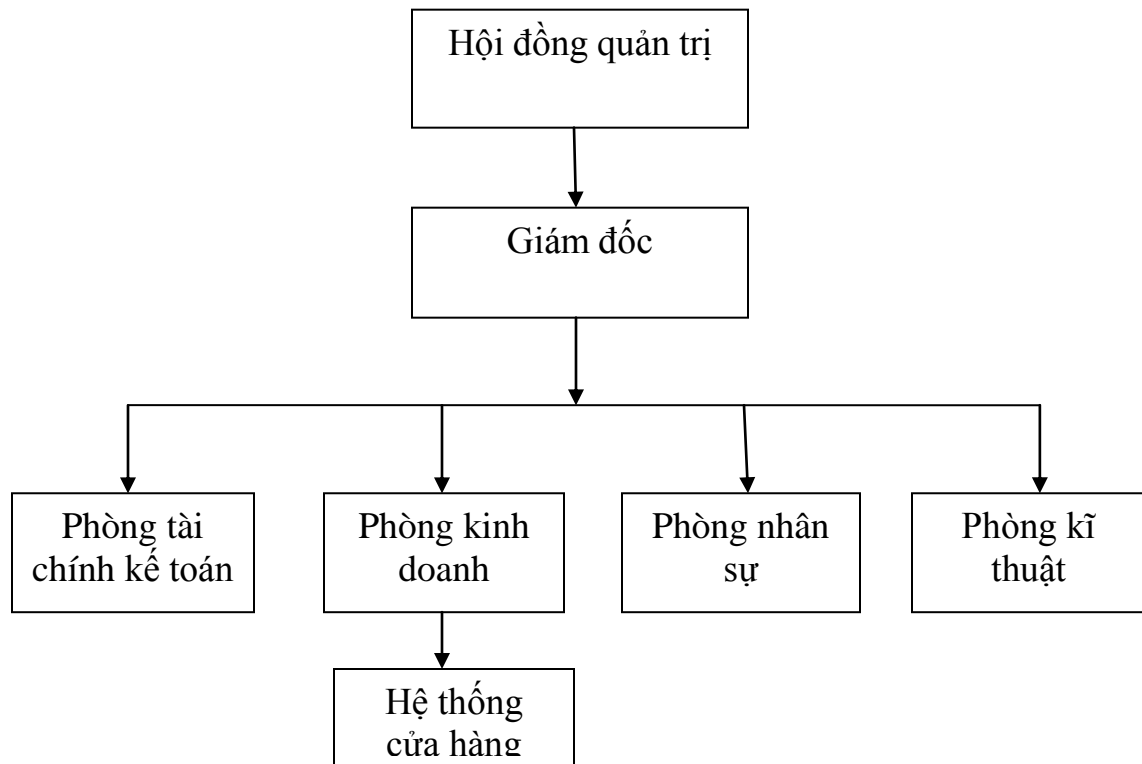 Hội đồng quản trị
Giám đốc
Phòng tài
chính kế toán
Phòng kinh
doanh
Phòng nhân
sự
Phòng kĩ
thuật
Hệ thống
cửa hàng